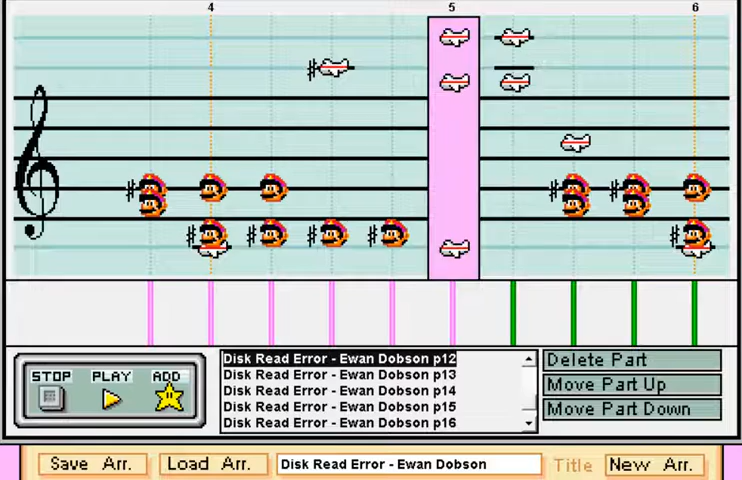 4 5 6
Disk Read Error - Ewan Dobson p12
Disk Read Error - Ewan Dobson p13
Disk Read Error - Ewan Dobson p14
Disk Read Error - Ewan Dobson p15
Disk Read Error - Ewan Dobson p16
STOP PLAY ADD
Delete Part
Move Part Up
Move Part Down
Save Arr. Load Arr. Disk Read Error - Ewan Dobson Title New Arr.